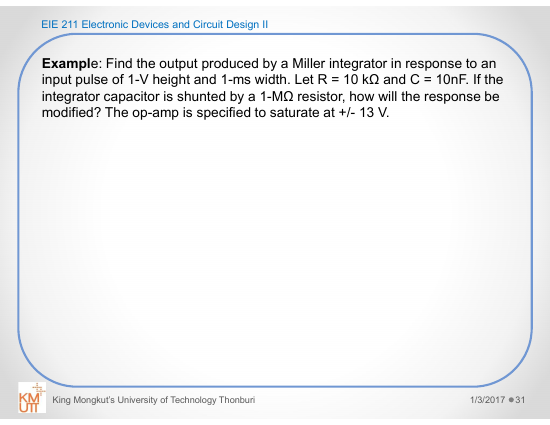 EIE 211 Electronic Devices and Circuit Design II
Example: Find the output produced by a Miller integrator in response to an
input pulse of 1-V height and 1-ms width. Let R = 10 kΩ and C = 10nF. If the
integrator capacitor is shunted by a 1-MΩ resistor, how will the response be
modified? The op-amp is specified to saturate at +/- 13 V.
KM
UTT
King Mongkut's University of Technology Thonburi
1/3/2017 ●31